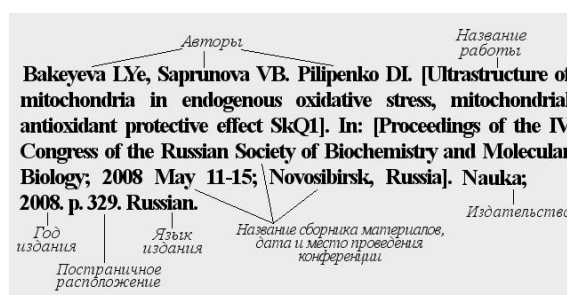 Авторы
Название
работы
Bakeyeva LYe, Saprunova VB. Pilipenko DI. [Ultrastructure of
mitochondria in endogenous oxidative stress, mitochondrial
antioxidant protective effect SkQ1]. In: [Proceedings of the IV
Congress of the Russian Society of Biochemistry and Molecular
Biology; 2008 May 11-15; Novosibirsk, Russia]. Nauka;
2008. p. 329. Russian.
Издательство
Год
издания
Язык
издания
Название сборника материалов,
дата и место проведения
конференции
Постраничное
расположение